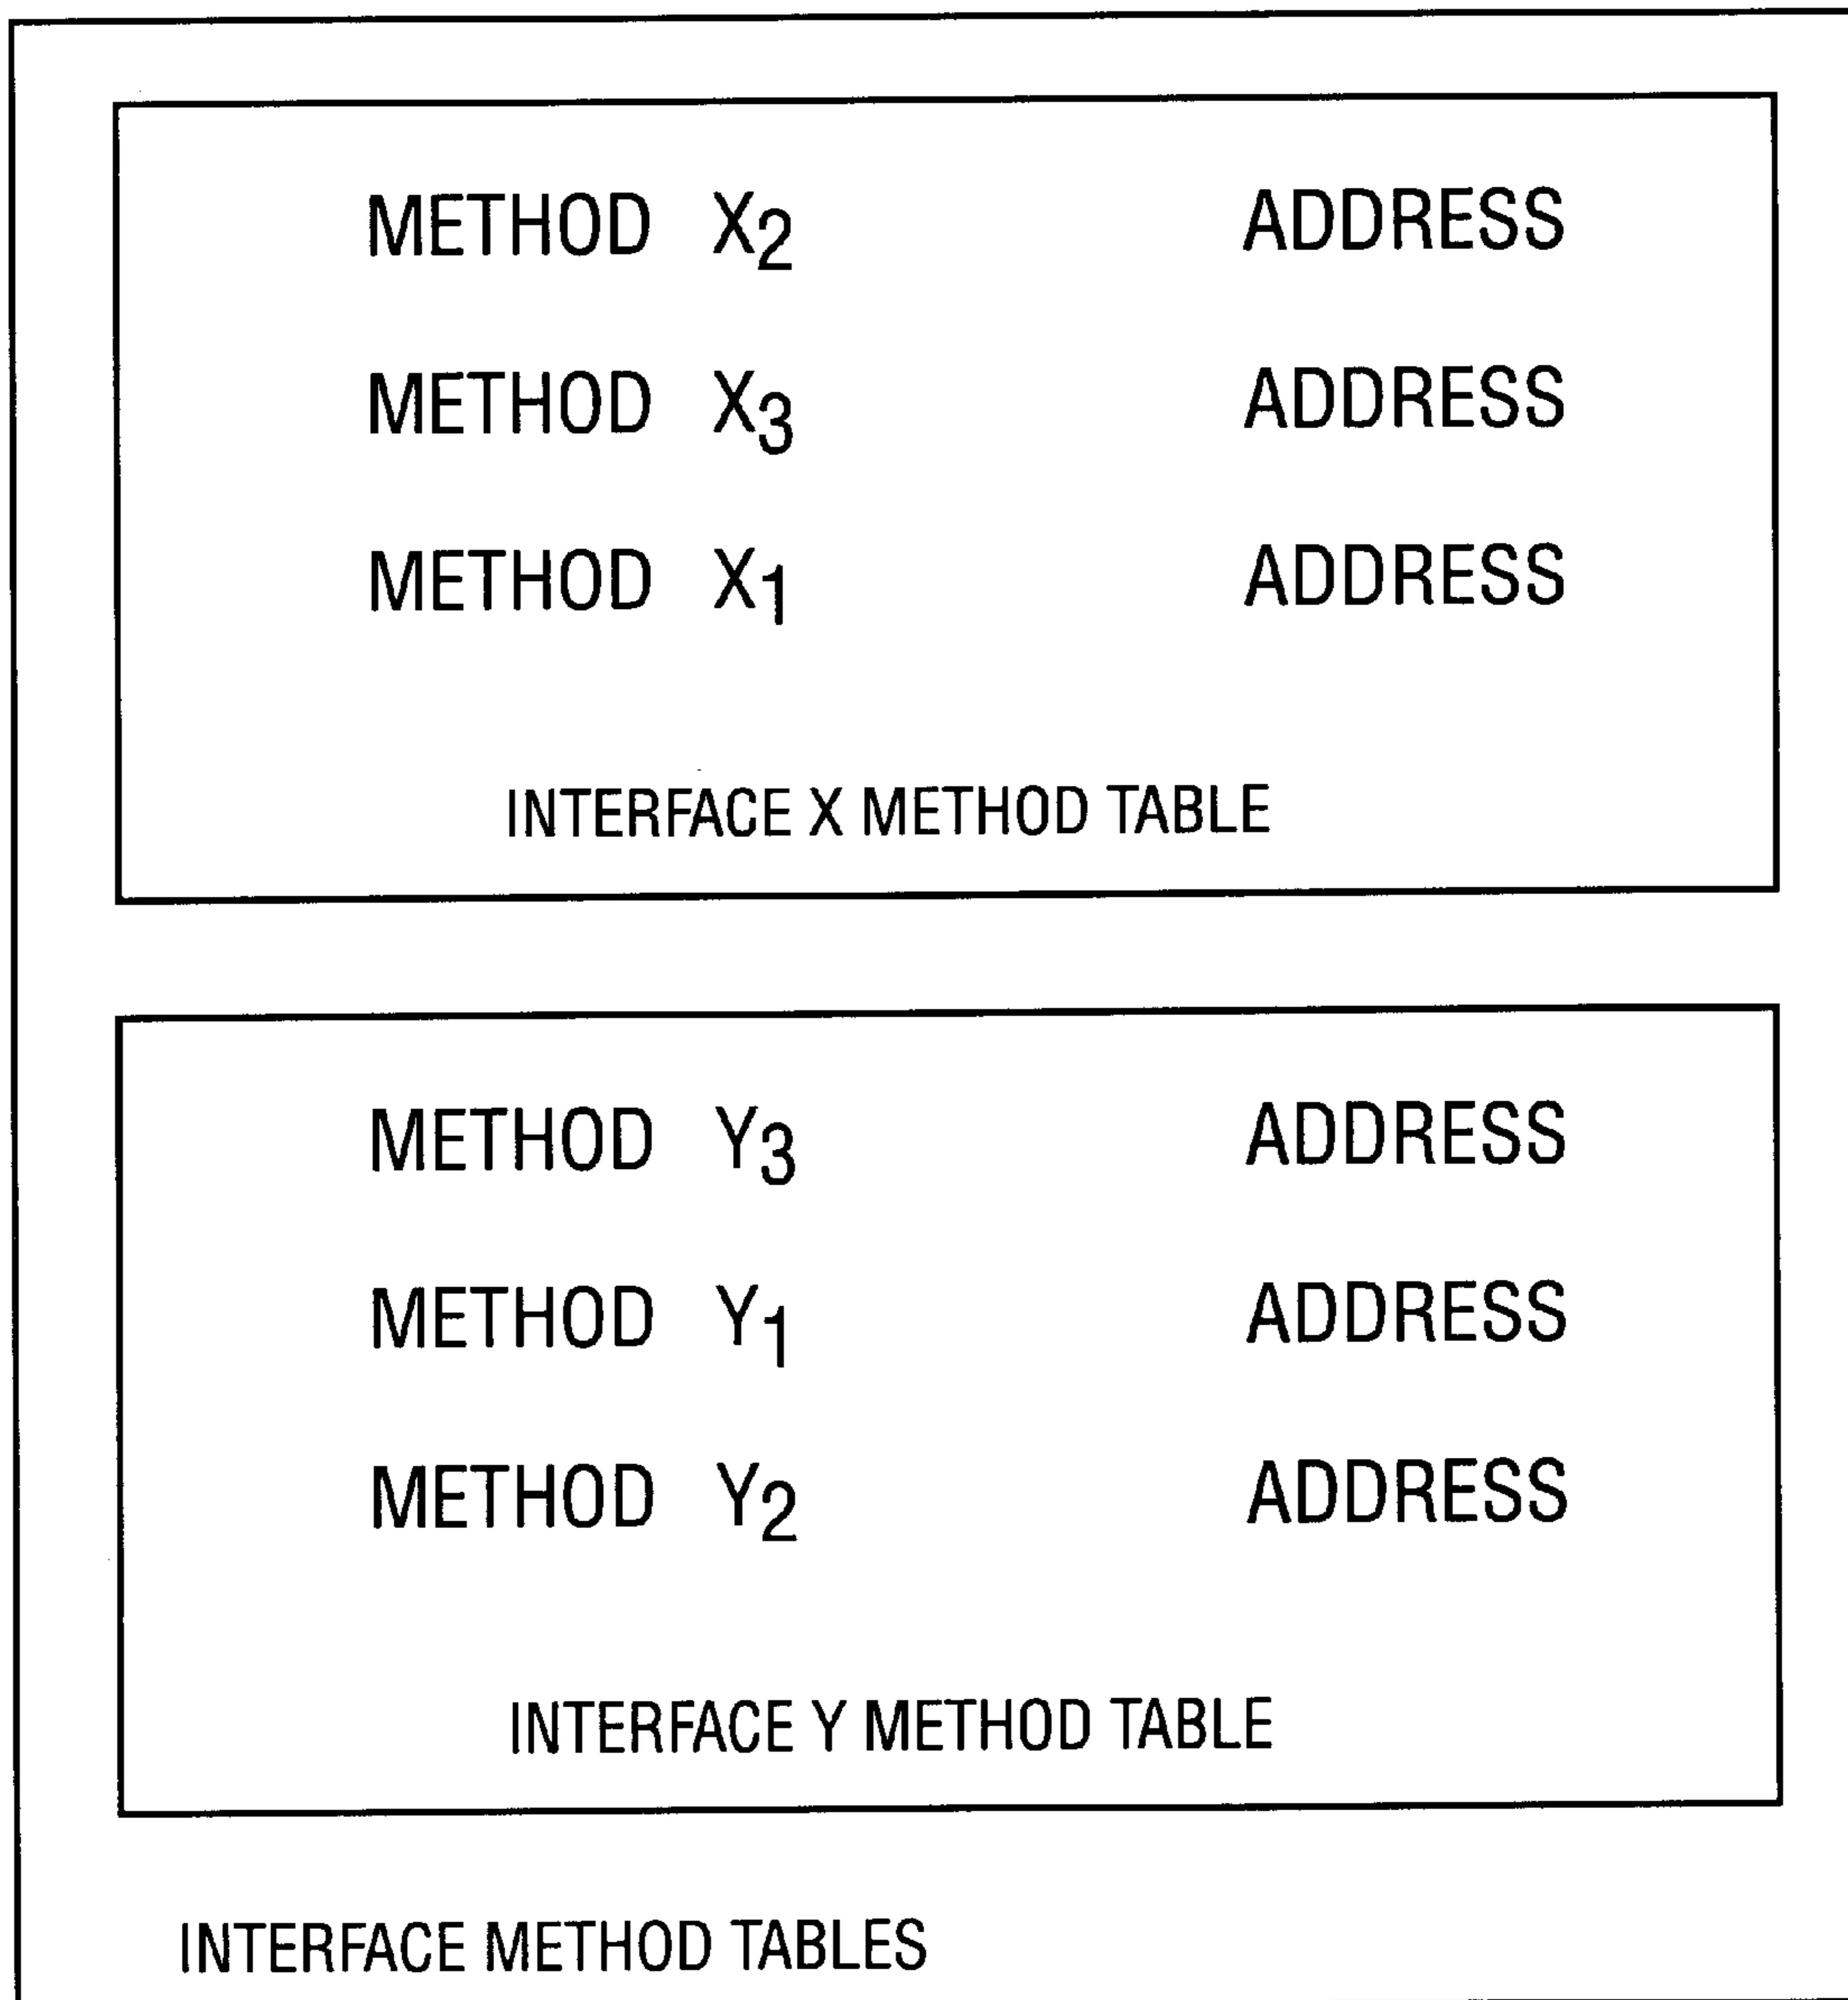 METHOD X2 ADDRESS
METHOD X3 ADDRESS
METHOD X1 ADDRESS
INTERFACE X METHOD TABLE
METHOD Y3 ADDRESS
METHOD Y1 ADDRESS
METHOD Y2 ADDRESS
INTERFACE Y METHOD TABLE
INTERFACE METHOD TABLES